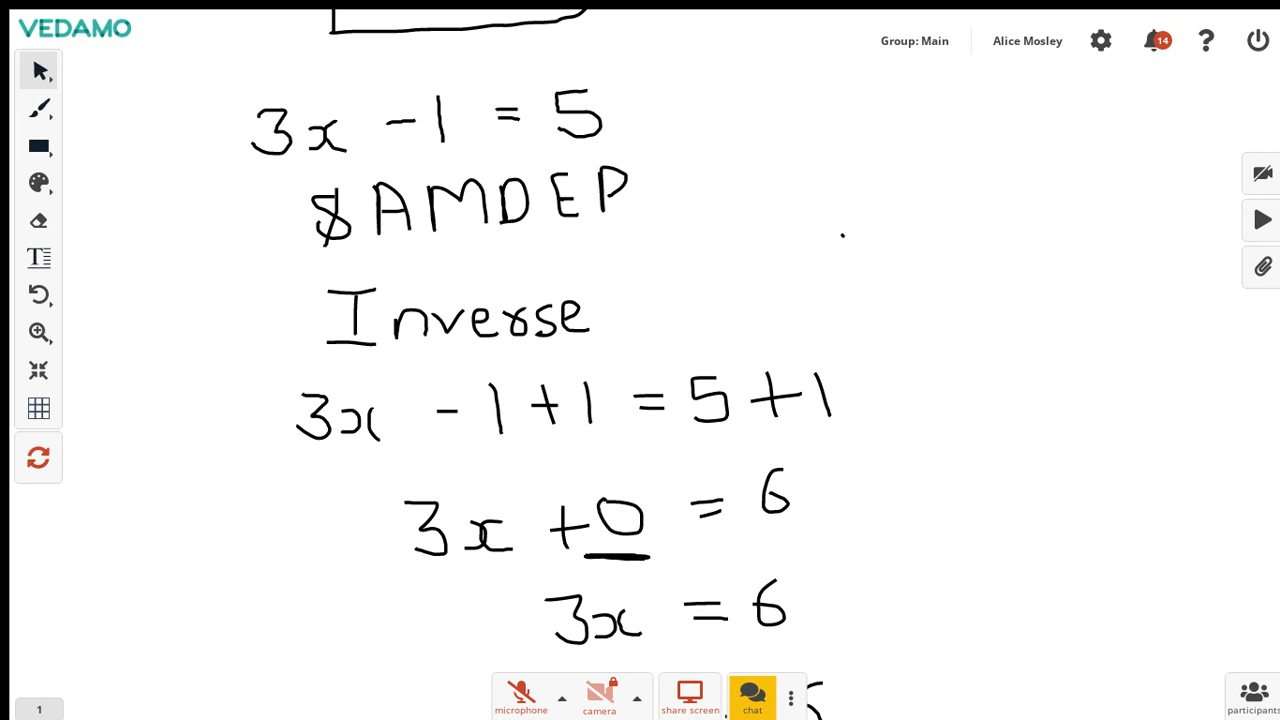 VEDAMO
Group: Main
Alice Mosley
14
3x - 1 = 5
SAMDEP
Inverse
3x - 1 + 1 = 5 + 1
3x + 0 = 6
3x = 6
1
microphone
camera
share screen
chat
participants